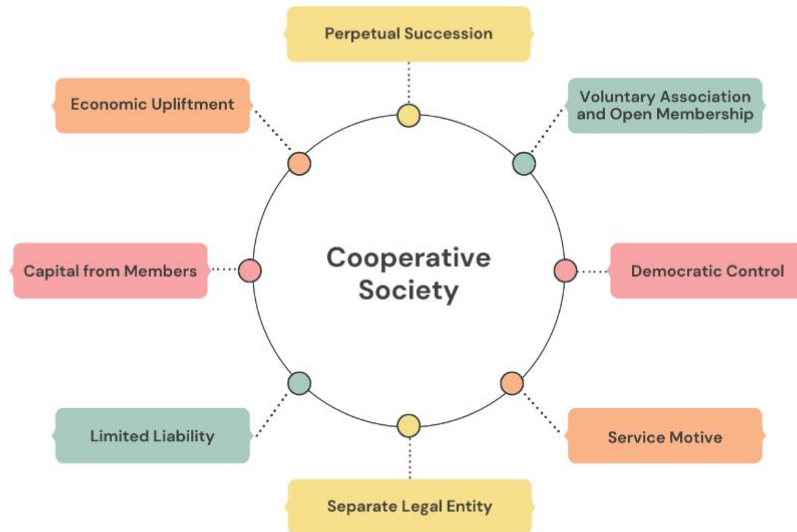 Perpetual Succession
Economic Upliftment
Voluntary Association
and Open Membership
Capital from Members
Cooperative
Society
Democratic Control
Limited Liability
Service Motive
Separate Legal Entity